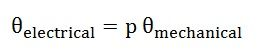 θelectrical = p θmechanical